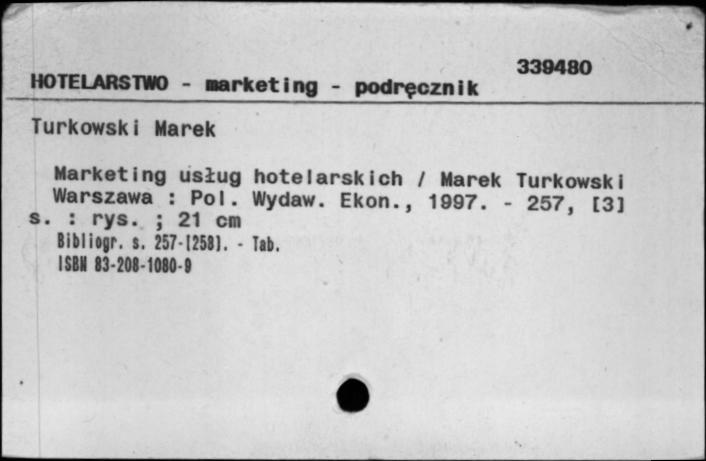 339480
HOTELARSTWO - marketing - podręcznik
Turkowski Marek
Marketing usług hotelarskich / Marek Turkowski
Warszawa : Pol. Wydaw. Ekon., 1997. - 257, [3]
s. : rys. ; 21 cm
Bibliogr. s. 257-[258]. - Tab.
ISBN 83-208-1080-9